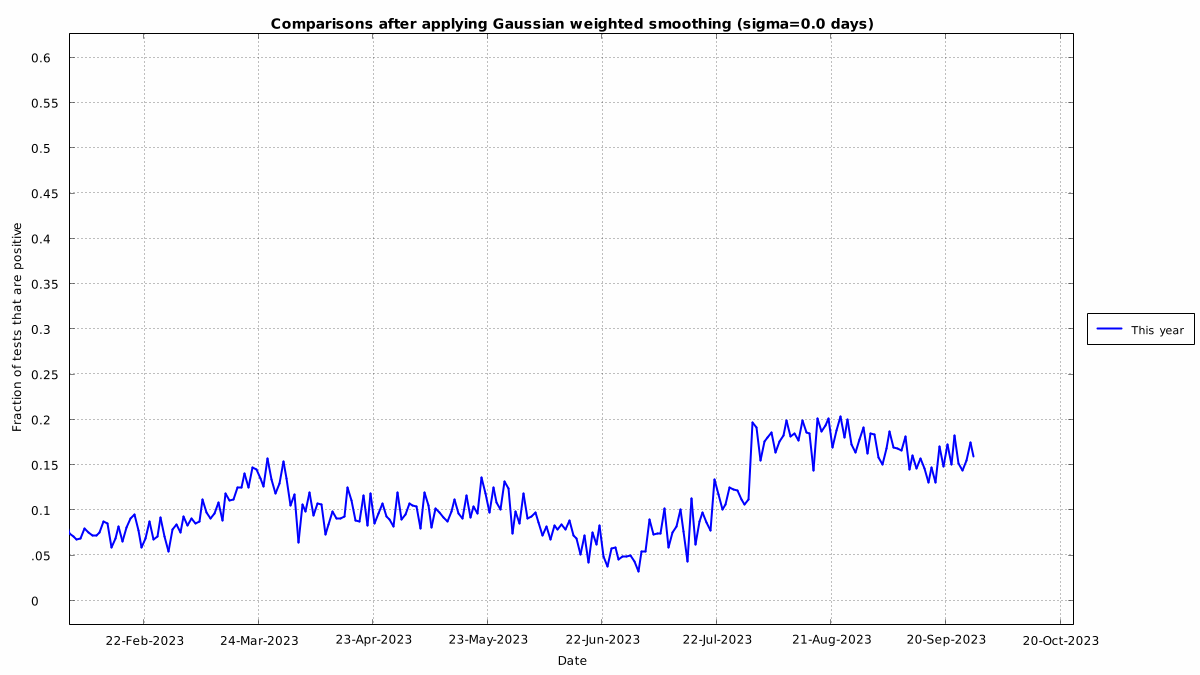 Comparisons after applying Gaussian weighted smoothing (sigma=0.0 days)
0.6
0.55
0.5
0.45
0.4
0.35
0.3
0.25
0.2
0.15
0.1
.05
0
Fraction of tests that are positive
This year
22-Feb-2023 24-Mar-2023 23-Apr-2023 23-May-2023 22-Jun-2023 22-Jul-2023 21-Aug-2023 20-Sep-2023 20-Oct-2023
Date